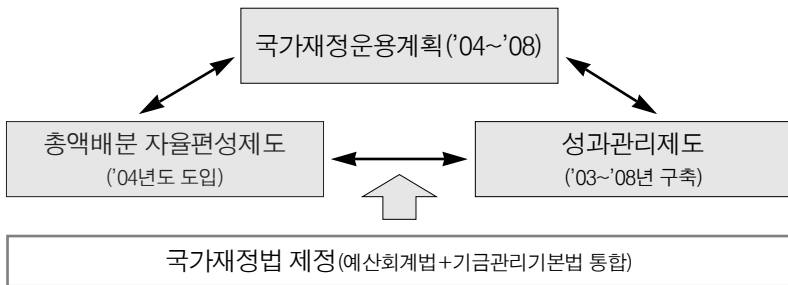 국가재정운용계획(’04~’08)
총액배분 자율편성제도
(’04년도 도입)
성과관리제도
(’03~’08년 구축)
국가재정법 제정(예산회계법+기금관리기본법 통합)